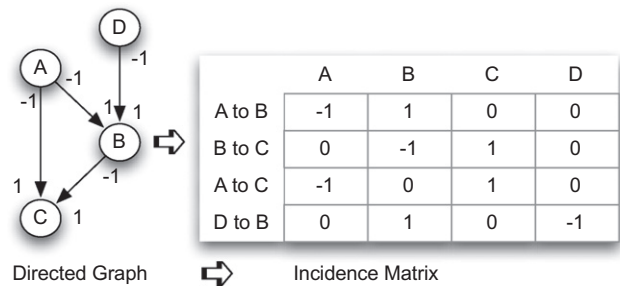 D
A
-1
-1
-1
1
1
B
-1
1
C
1
A B C D
A to B -1 1 0 0
B to C 0 -1 1 0
A to C -1 0 1 0
D to B 0 1 0 -1
Directed Graph
Incidence Matrix